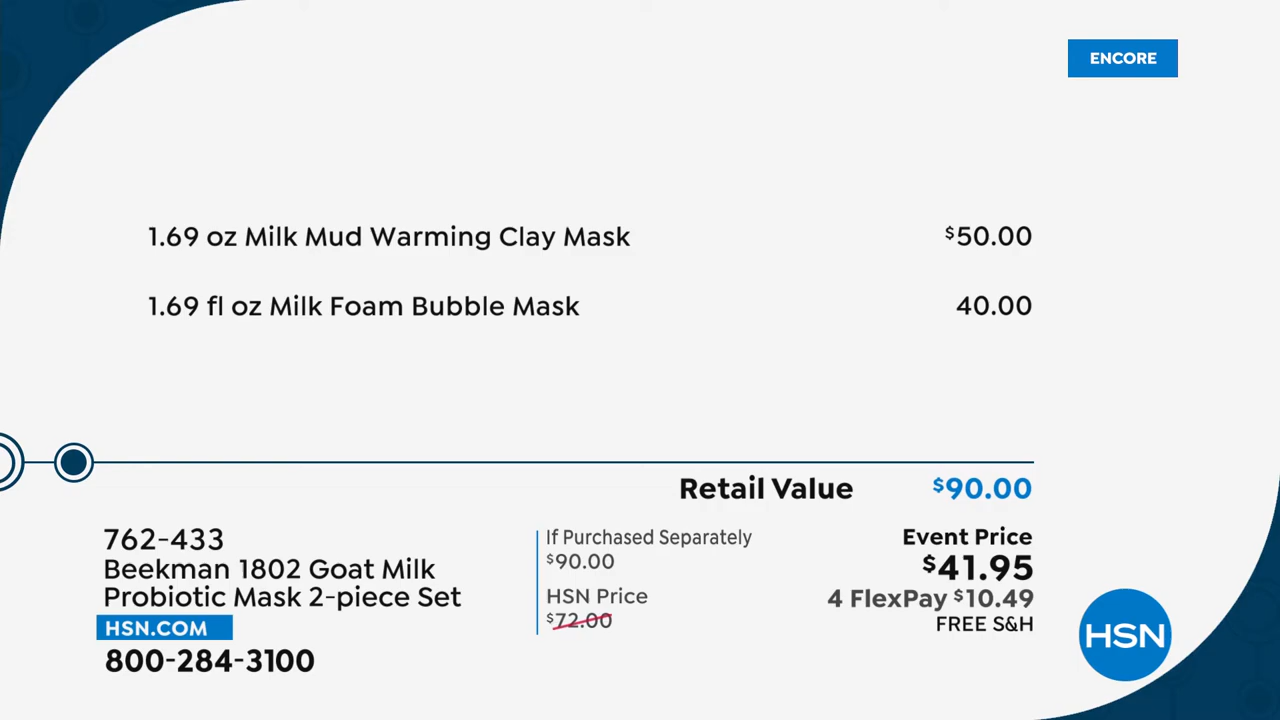 ENCORE
1.69 oz Milk Mud Warming Clay Mask $50.00
1.69 fl oz Milk Foam Bubble Mask 40.00
Retail Value $90.00
762-433
Beekman 1802 Goat Milk
Probiotic Mask 2-piece Set
HSN.COM
800-284-3100
If Purchased Separately
$90.00
HSN Price
$72.00
Event Price
$41.95
4 FlexPay $10.49
FREE S&H
HSN